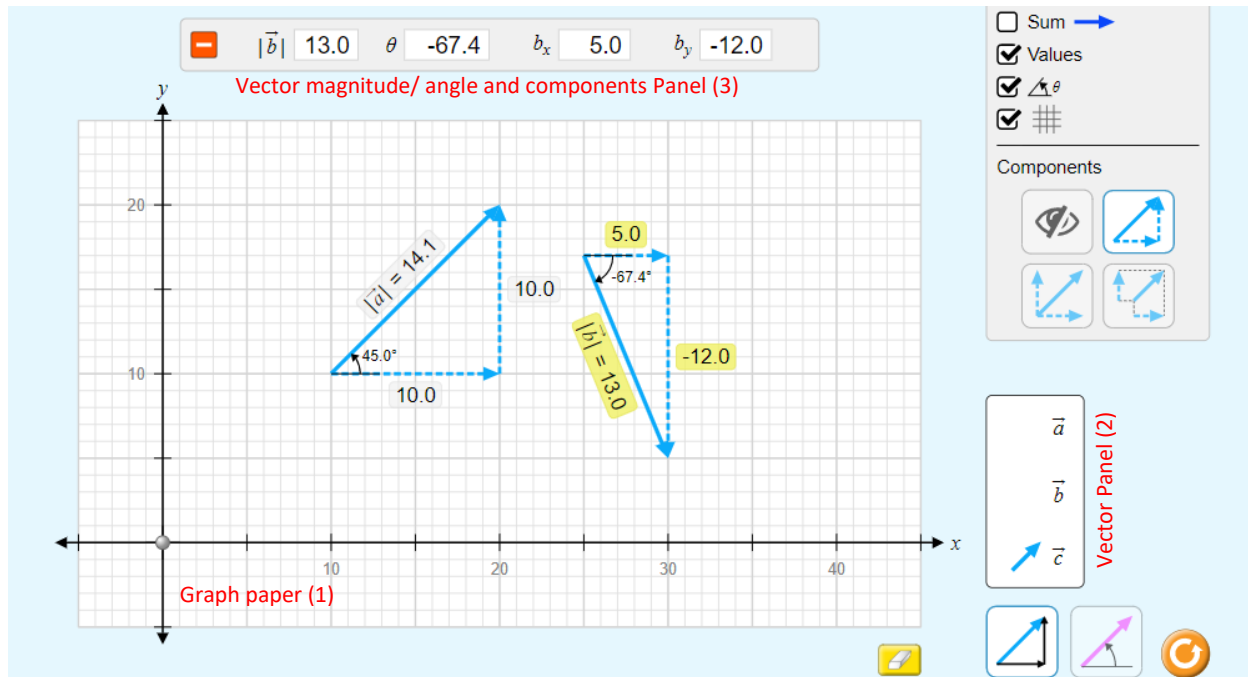 |b⃗| 13.0 θ -67.4 bₓ 5.0 b_y -12.0
Vector magnitude/ angle and components Panel (3)
Sum
Values
θ
Components
y
20
10
|a⃗| = 14.1
45.0°
10.0
10.0
5.0
-67.4°
|b⃗| = 13.0
-12.0
x
10
20
30
40
Graph paper (1)
a⃗
b⃗
c⃗
Vector Panel (2)